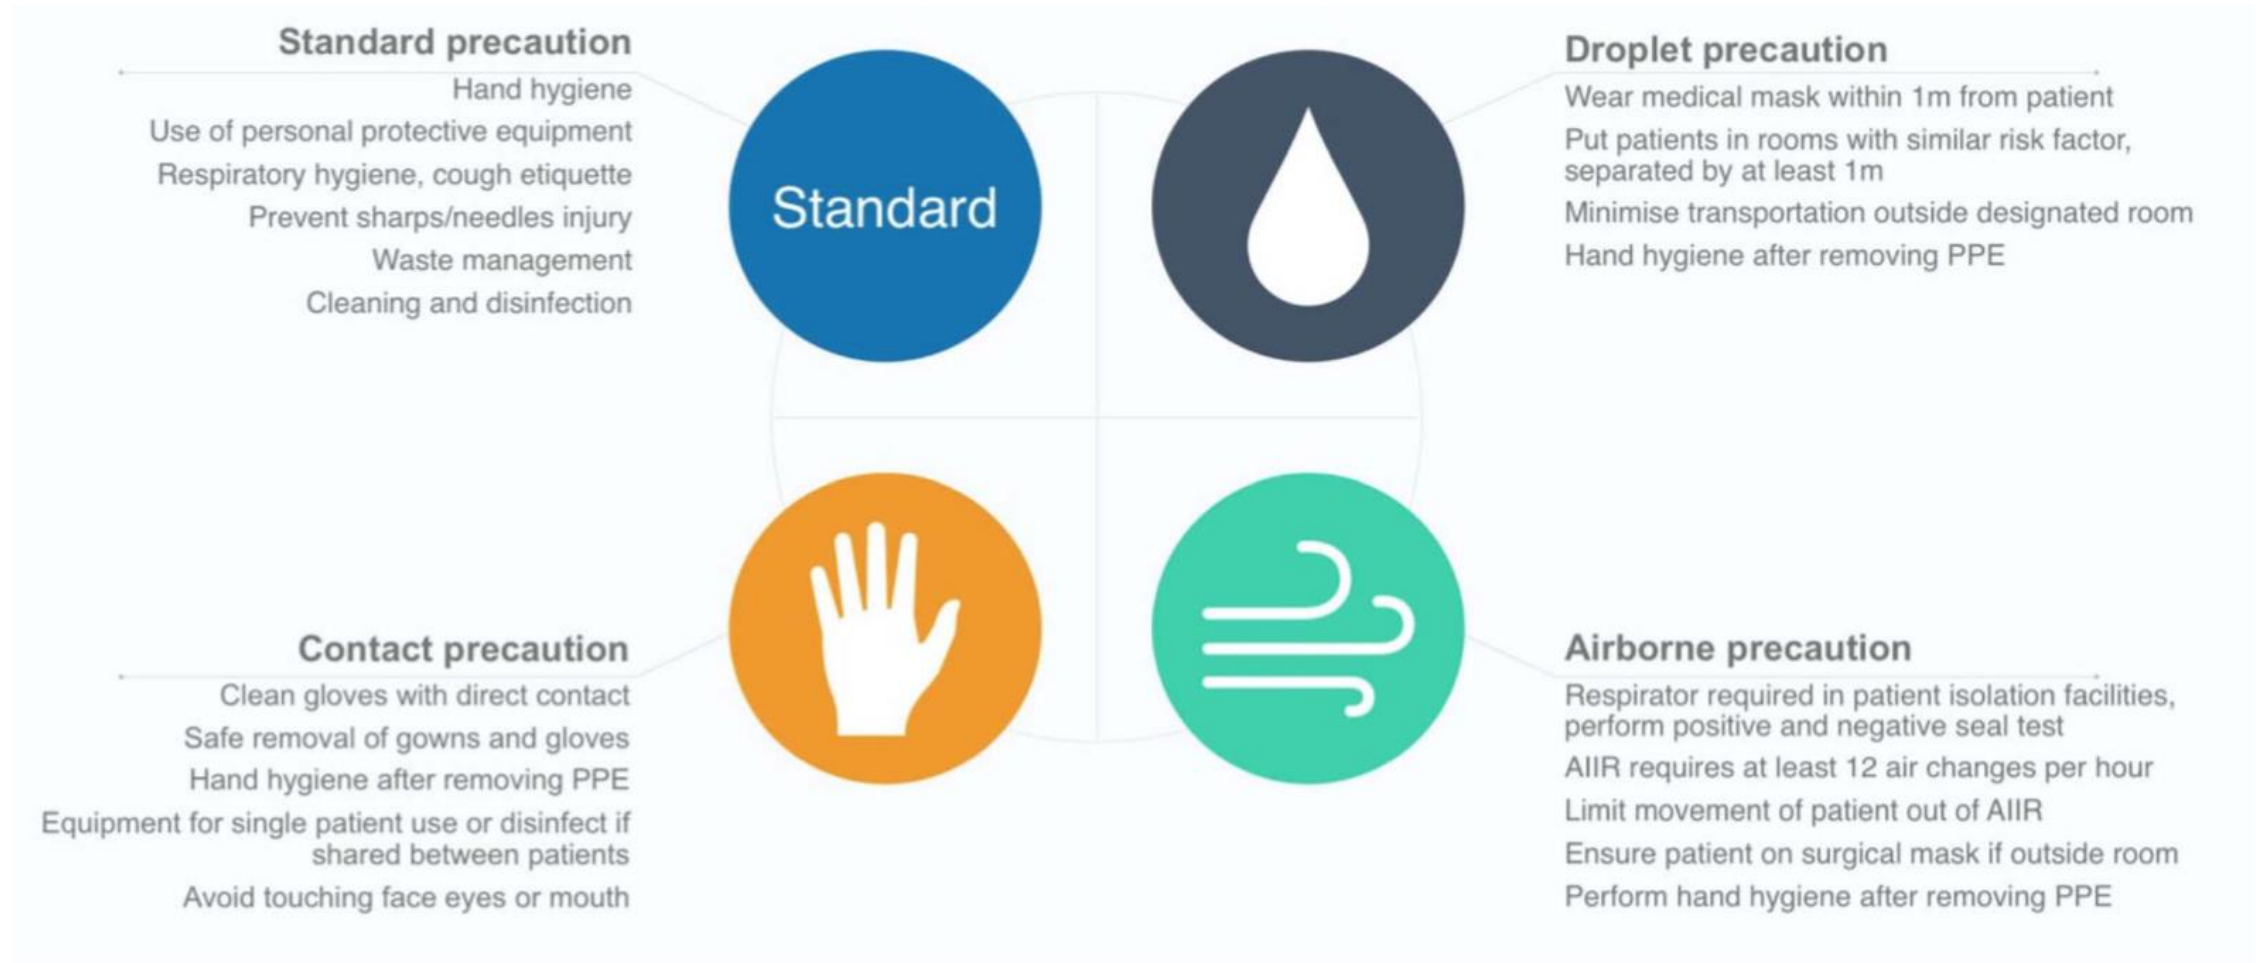 Standard precaution
Hand hygiene
Use of personal protective equipment
Respiratory hygiene, cough etiquette
Prevent sharps/needles injury
Waste management
Cleaning and disinfection
Standard
Droplet precaution
Wear medical mask within 1m from patient
Put patients in rooms with similar risk factor,
separated by at least 1m
Minimise transportation outside designated room
Hand hygiene after removing PPE
Contact precaution
Clean gloves with direct contact
Safe removal of gowns and gloves
Hand hygiene after removing PPE
Equipment for single patient use or disinfect if
shared between patients
Avoid touching face eyes or mouth
Airborne precaution
Respirator required in patient isolation facilities,
perform positive and negative seal test
AIIR requires at least 12 air changes per hour
Limit movement of patient out of AIIR
Ensure patient on surgical mask if outside room
Perform hand hygiene after removing PPE